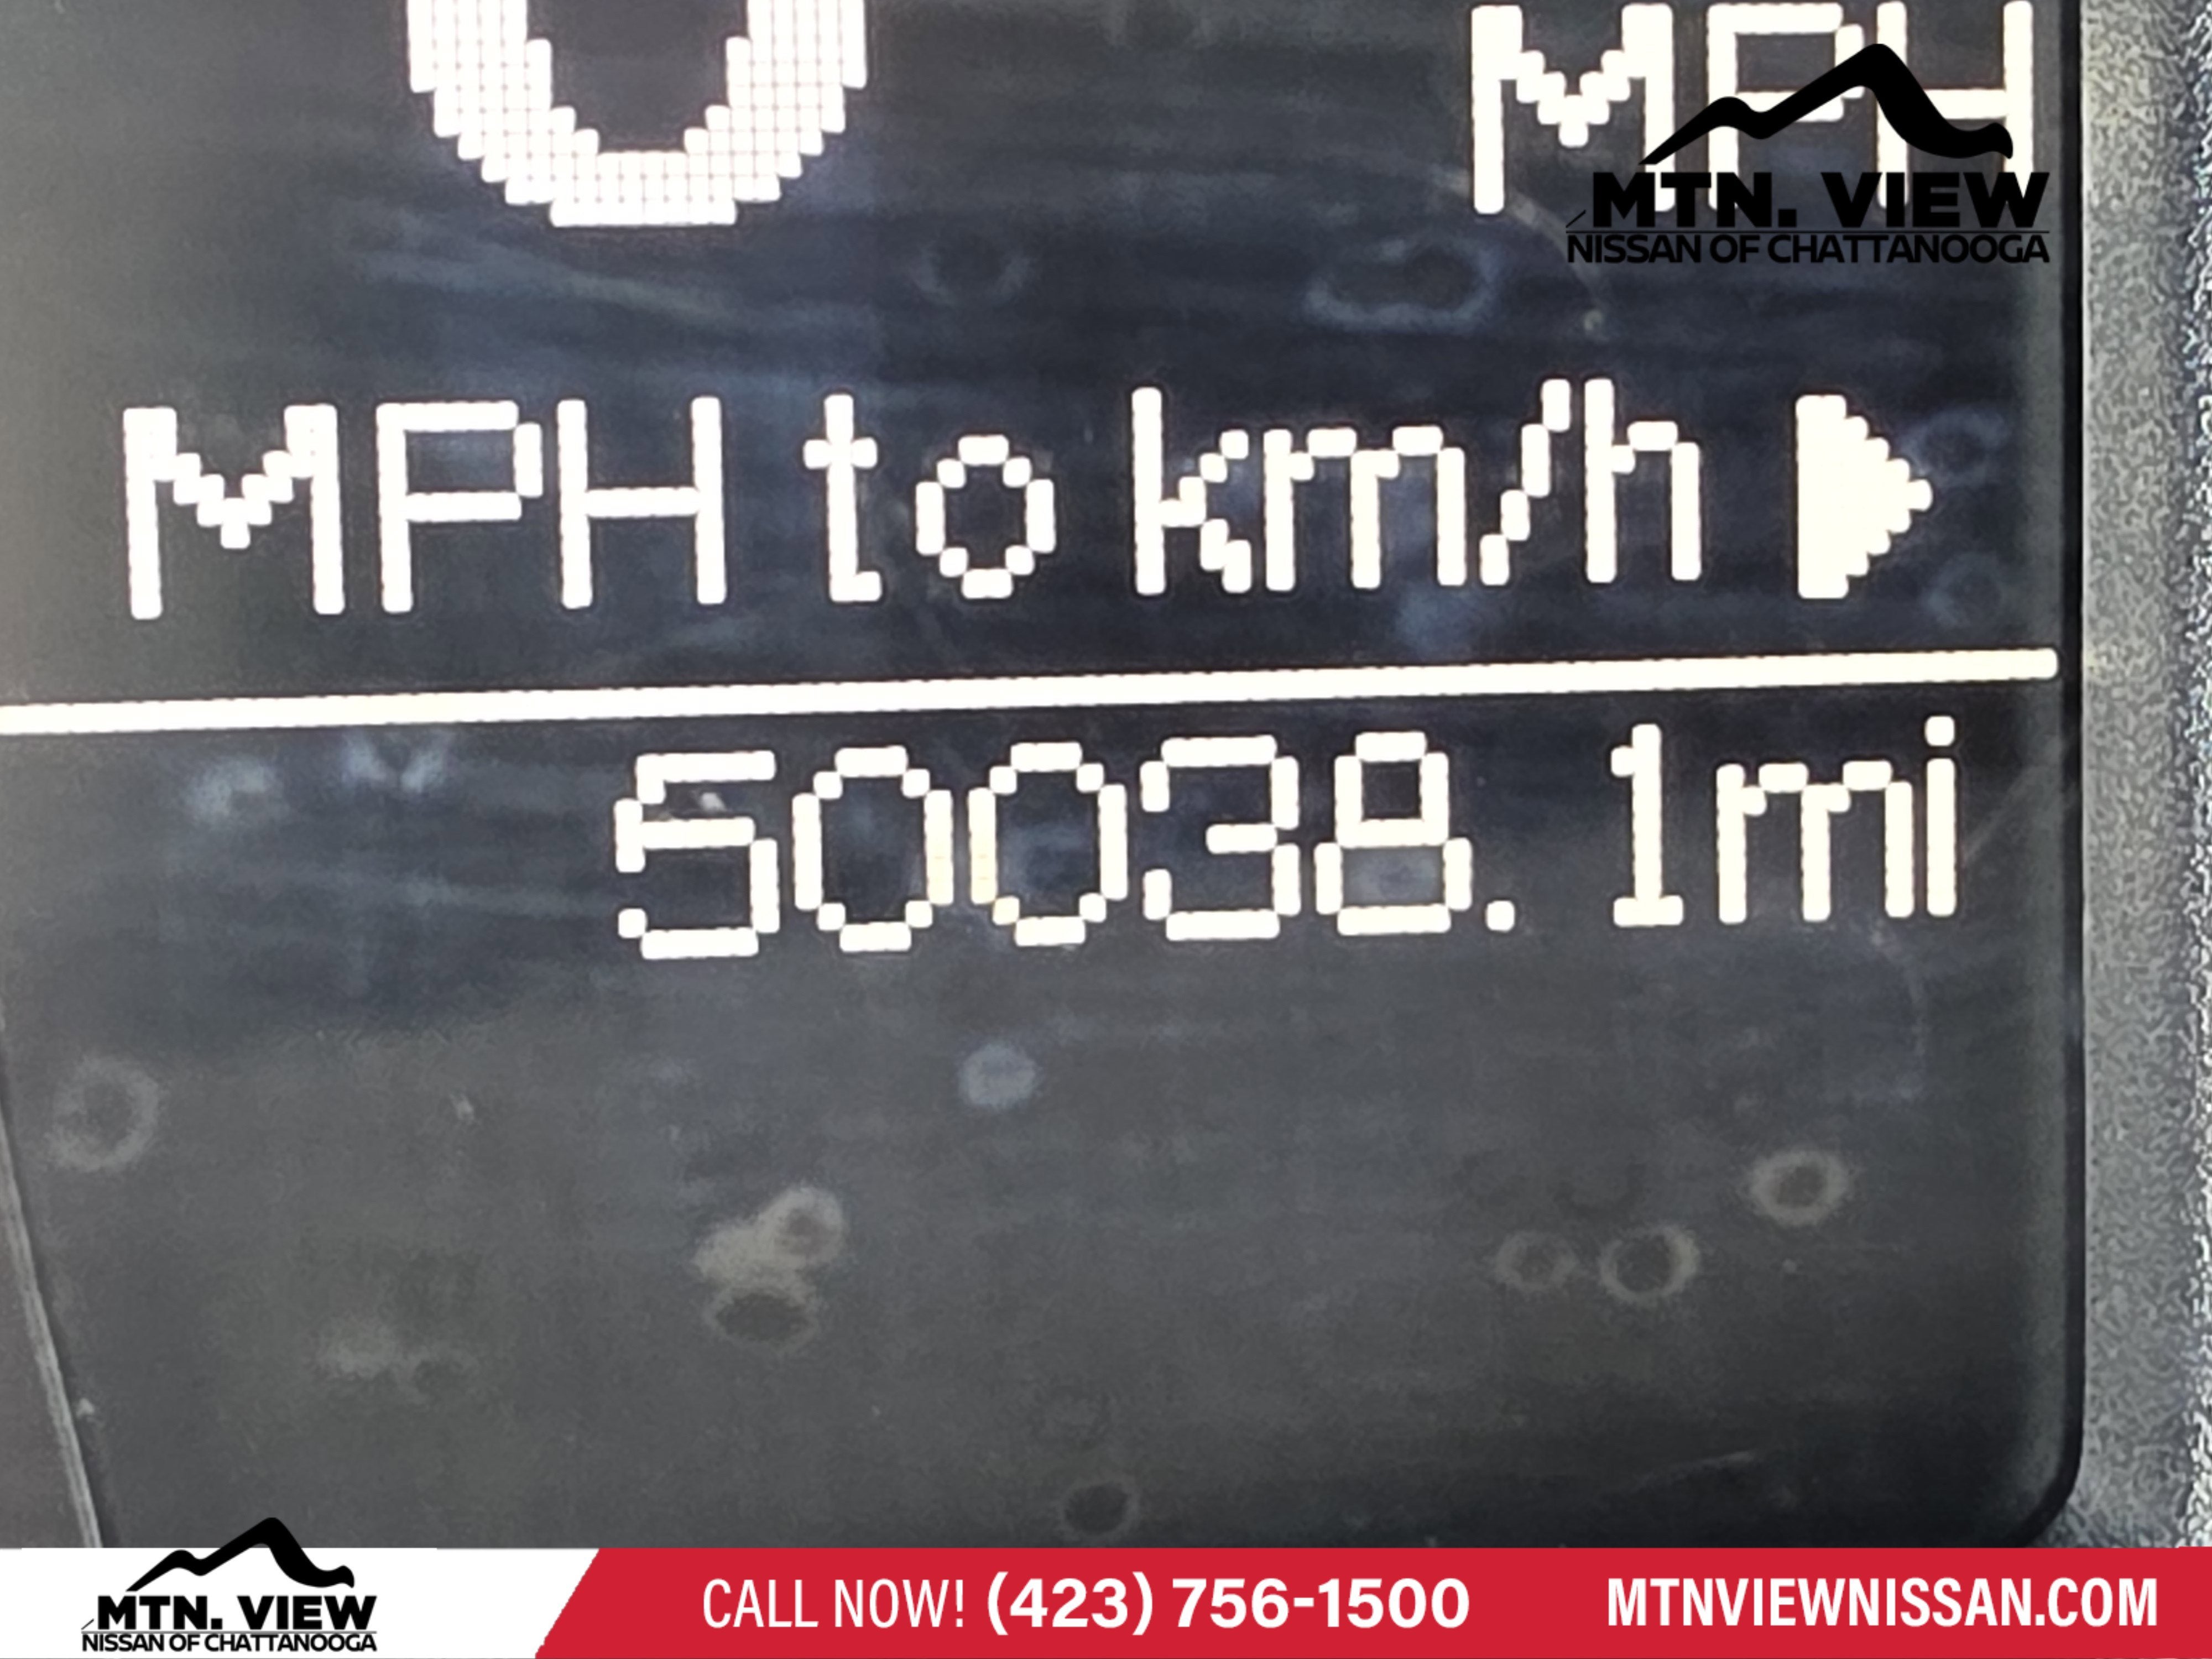 0 MPH
MTN. VIEW
NISSAN OF CHATTANOOGA
MPH to km/h ▶
50038.1mi
MTN. VIEW
NISSAN OF CHATTANOOGA
CALL NOW! (423) 756-1500
MTNVIEWNISSAN.COM